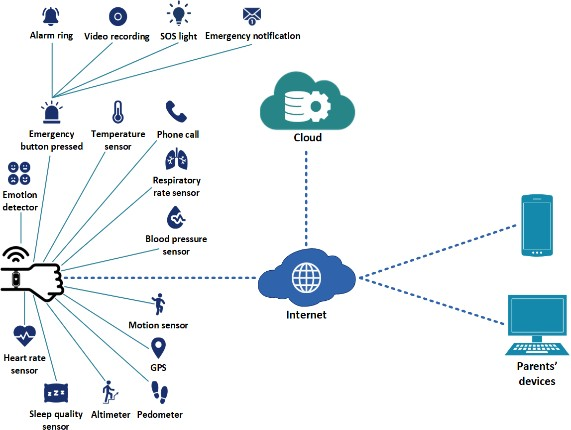 Alarm ring
Video recording
SOS light
Emergency notification
1
Emergency
button pressed
Temperature
sensor
Phone call
Respiratory
rate sensor
Emotion
detector
Blood pressure
sensor
Cloud
Internet
Motion sensor
GPS
Heart rate
sensor
zzz
Sleep quality
sensor
Altimeter
Pedometer
Parents'
devices